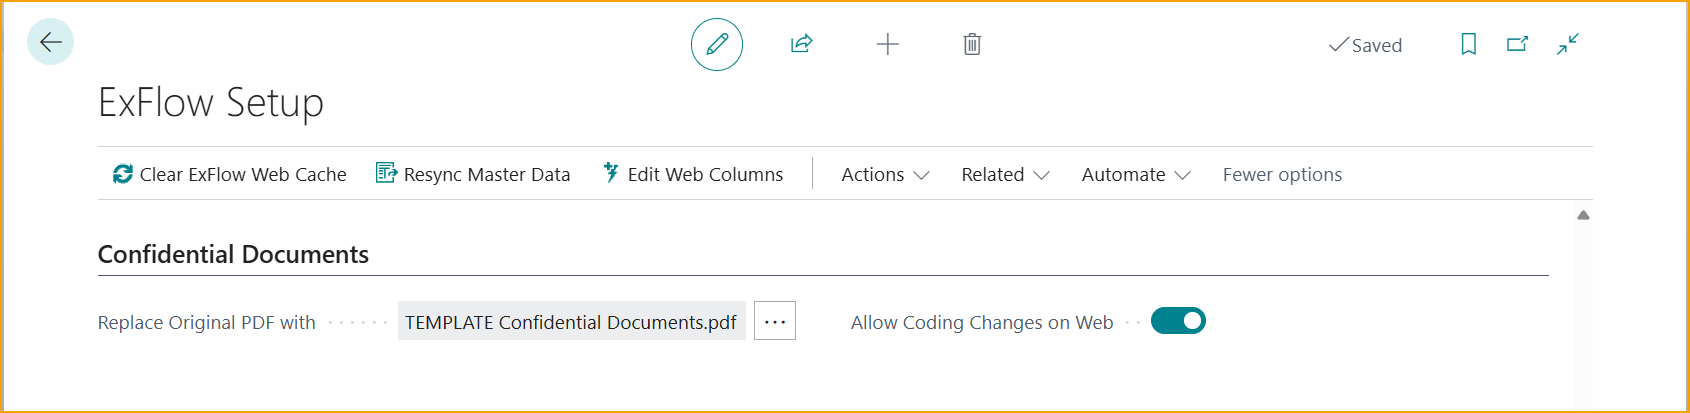 Saved
ExFlow Setup
Clear ExFlow Web Cache Resync Master Data Edit Web Columns Actions Related Automate Fewer options
Confidential Documents
Replace Original PDF with TEMPLATE Confidential Documents.pdf ... Allow Coding Changes on Web